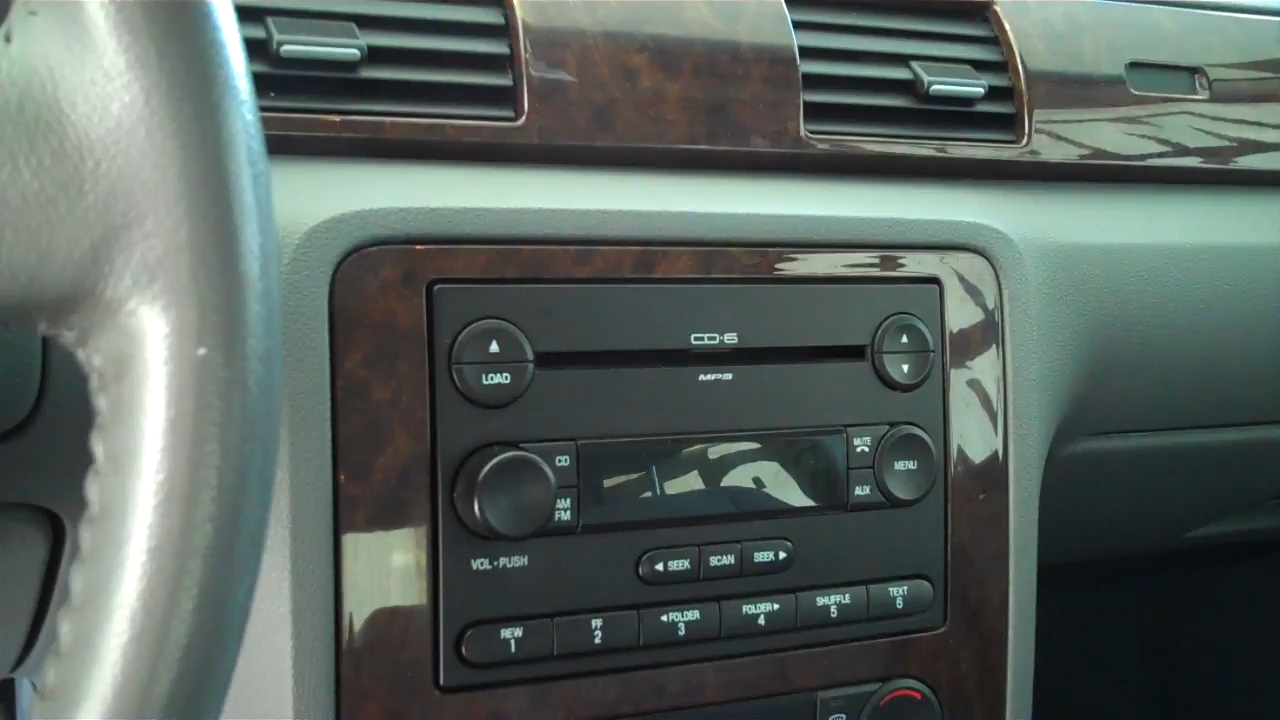 CD·6
▲
LOAD
▲
▼
MP3
CD
MUTE
MENU
AM
FM
AUX
VOL·PUSH
◀ SEEK
SCAN
SEEK ▶
REW
1
FF
2
◀FOLDER
3
FOLDER▶
4
SHUFFLE
5
TEXT
6